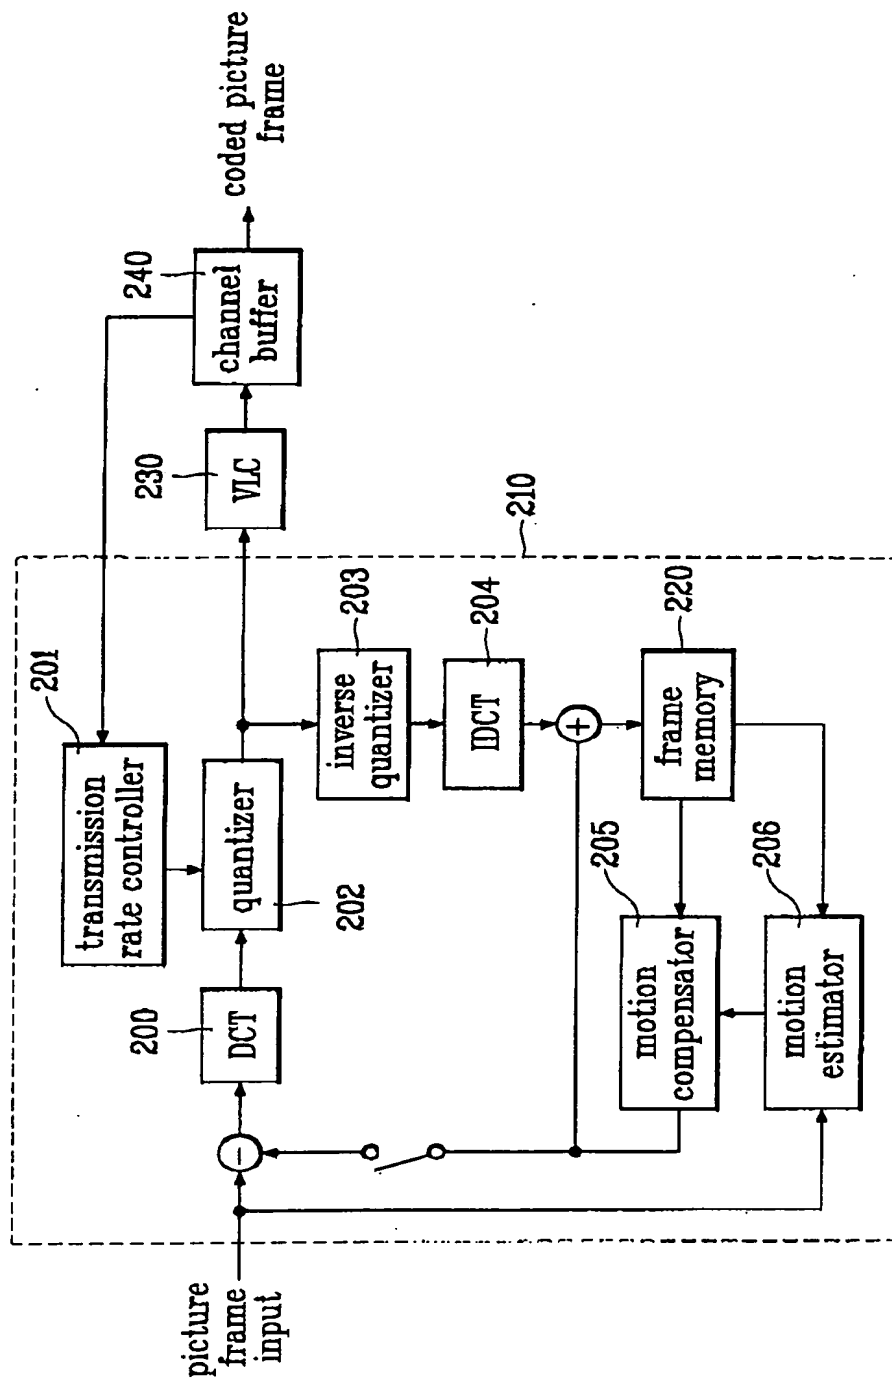 picture
frame
input
200
DCT
201
transmission
rate controller
quantizer
202
203
inverse
quantizer
204
IDCT
220
frame
memory
205
motion
compensator
206
motion
estimator
210
230
VLC
240
channel
buffer
coded picture
frame
-
+